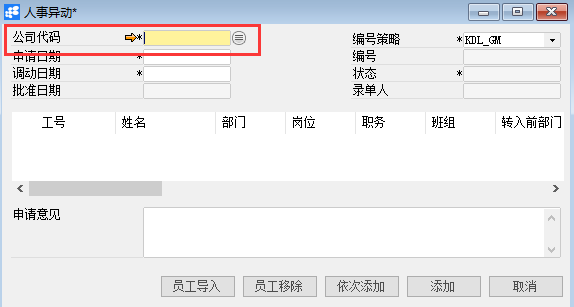 人事异动*
公司代码 * 编号策略 * KDL_GM
申请日期 * 编号
调动日期 * 状态 *
批准日期 录单人
工号 姓名 部门 岗位 职务 班组 转入前部门
申请意见
员工导入 员工移除 依次添加 添加 取消